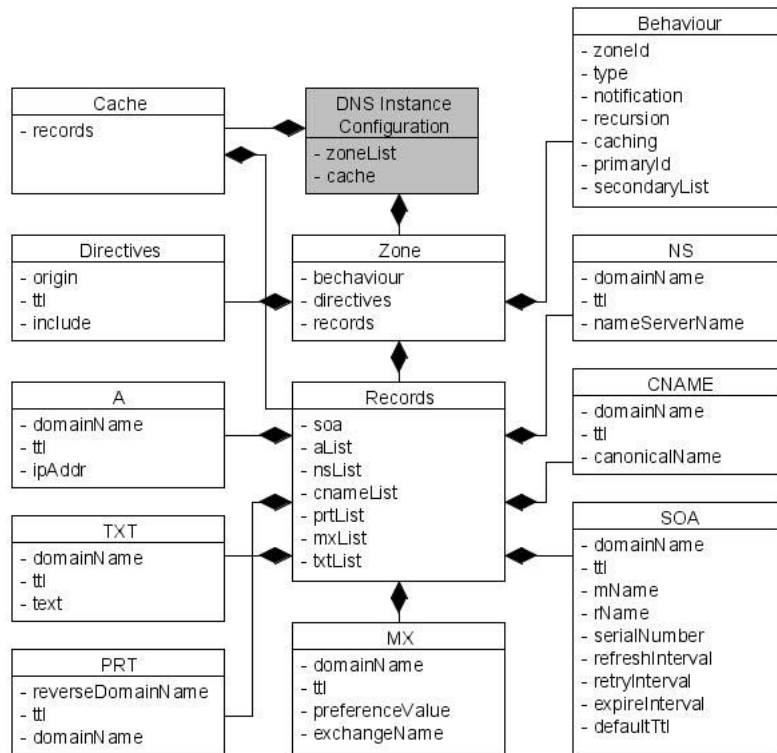 Behaviour
- zoneId
- type
- notification
- recursion
- caching
- primaryId
- secondaryList
Cache
- records
DNS Instance
Configuration
- zoneList
- cache
Directives
- origin
- ttl
- include
Zone
- bechaviour
- directives
- records
NS
- domainName
- ttl
- nameServerName
A
- domainName
- ttl
- ipAddr
Records
- soa
- aList
- nsList
- cnameList
- prtList
- mxList
- txtList
CNAME
- domainName
- ttl
- canonicalName
TXT
- domainName
- ttl
- text
SOA
- domainName
- ttl
- mName
- rName
- serialNumber
- refreshInterval
- retryInterval
- expireInterval
- defaultTtl
PRT
- reverseDomainName
- ttl
- domainName
MX
- domainName
- ttl
- preferenceValue
- exchangeName